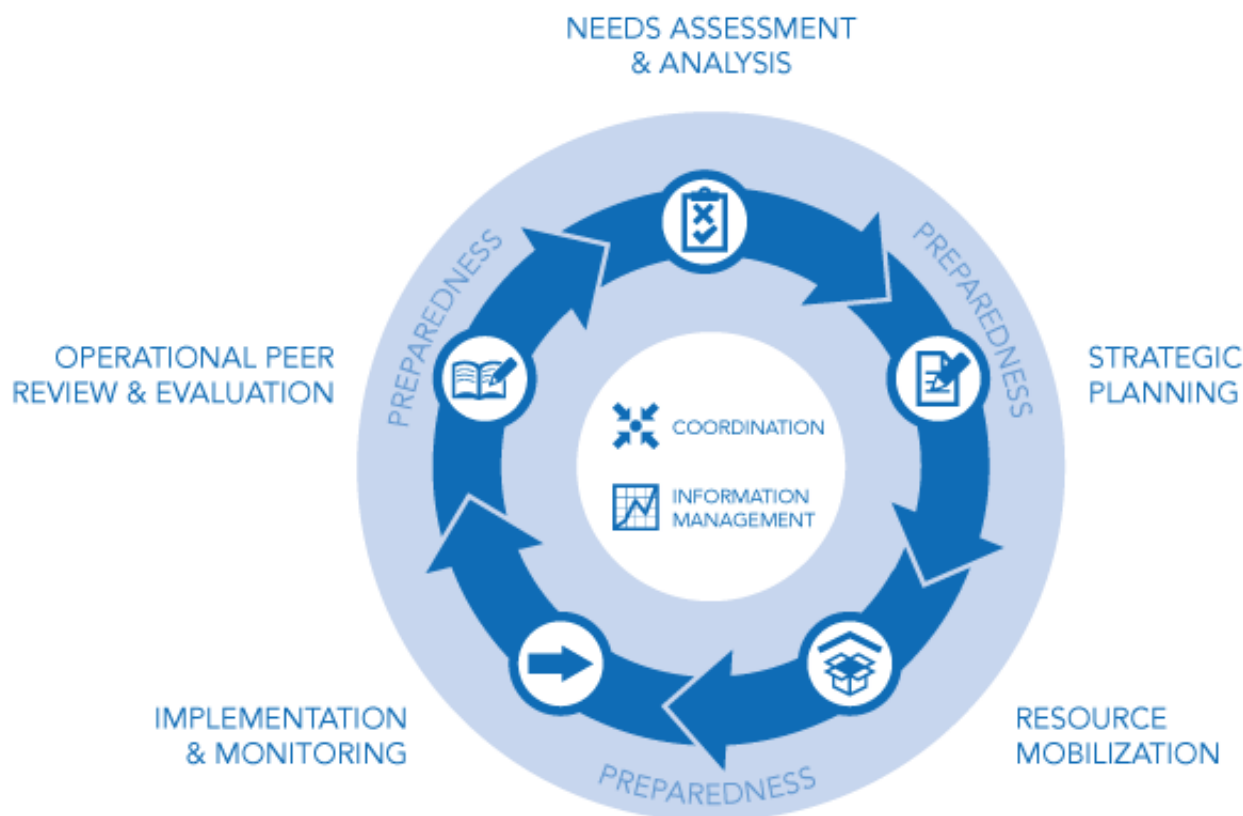 NEEDS ASSESSMENT
& ANALYSIS
PREPAREDNESS
PREPAREDNESS
OPERATIONAL PEER
REVIEW & EVALUATION
STRATEGIC
PLANNING
COORDINATION
INFORMATION
MANAGEMENT
IMPLEMENTATION
& MONITORING
RESOURCE
MOBILIZATION
PREPAREDNESS